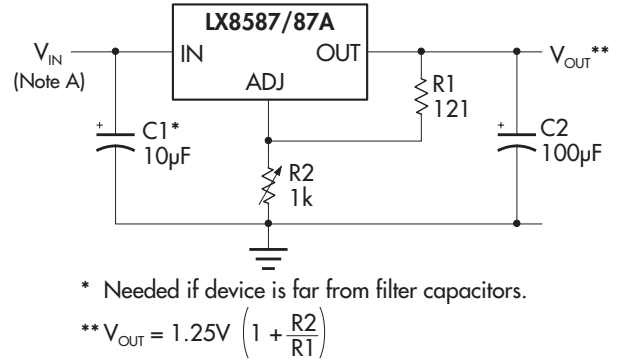 LX8587/87A
V_IN
(Note A)
IN
OUT
ADJ
V_OUT**
R1
121
+
C1*
10µF
R2
1k
+
C2
100µF
* Needed if device is far from filter capacitors.
** V_OUT = 1.25V (1 + R2/R1)